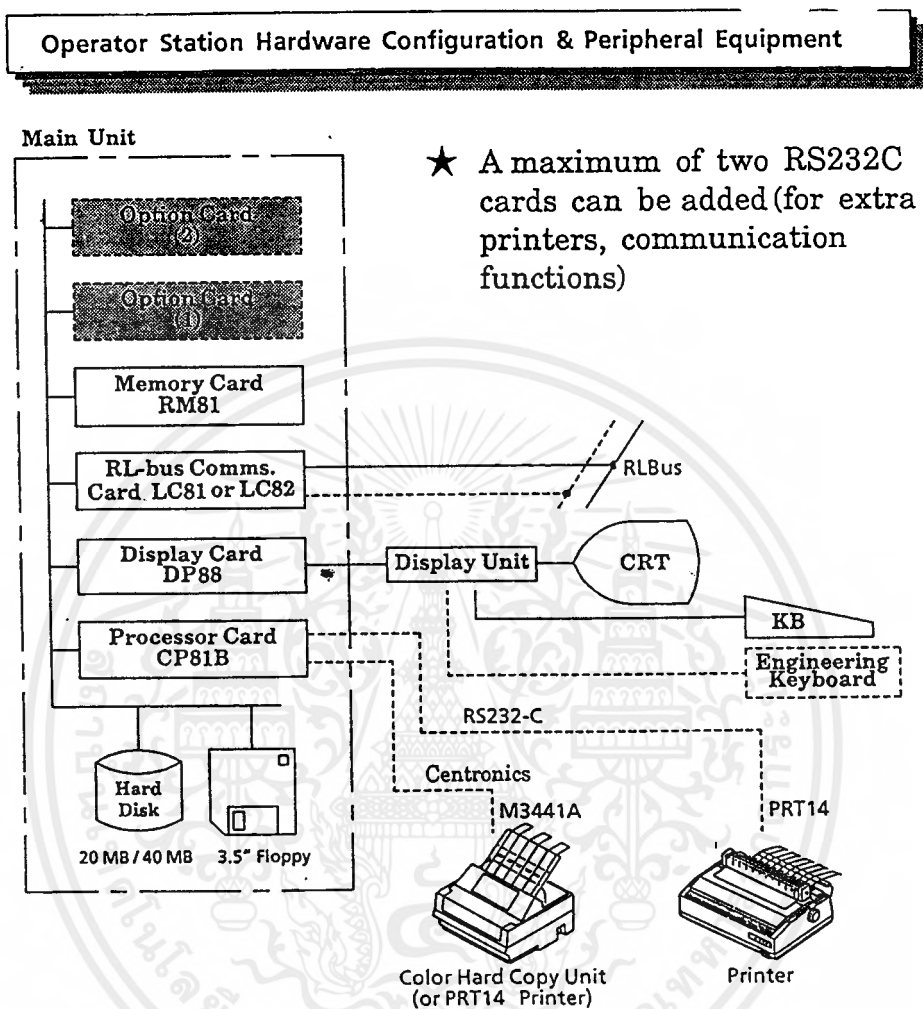 Operator Station Hardware Configuration & Peripheral Equipment
Main Unit
★ A maximum of two RS232C
cards can be added (for extra
printers, communication
functions)
Option Card
(2)
Option Card
(1)
Memory Card
RM81
RL-bus Comms.
Card LC81 or LC82
RLBus
Display Card
DP88
Display Unit
CRT
KB
Engineering
Keyboard
Processor Card
CP81B
RS232-C
Centronics
M3441A
PRT14
Hard
Disk
20 MB / 40 MB
3.5" Floppy
Color Hard Copy Unit
(or PRT14 Printer)
Printer